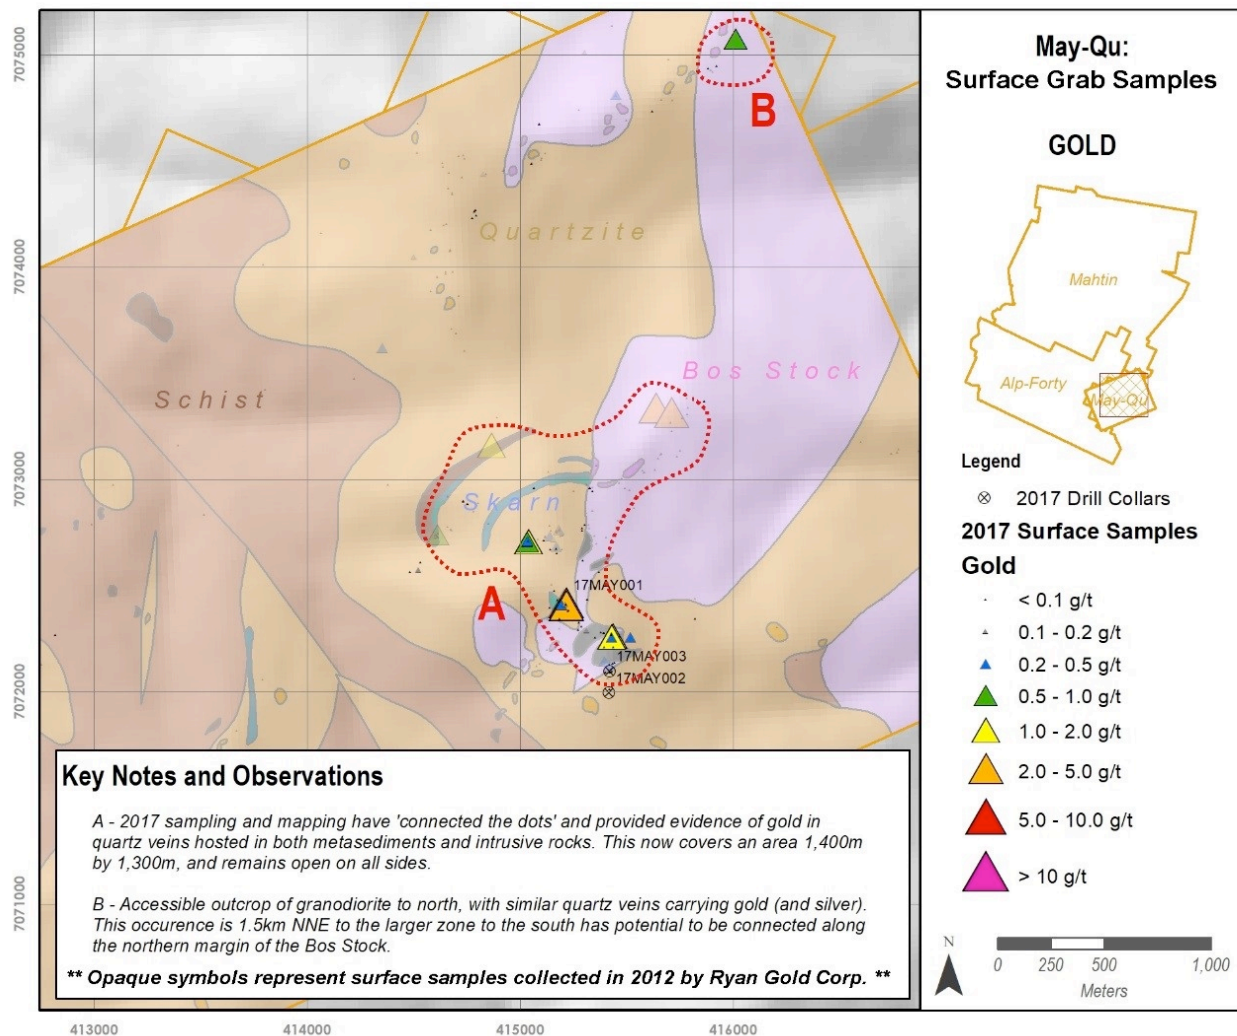 May-Qu:
Surface Grab Samples
GOLD
Mahtin
Alp-Forty
May-Qu
Legend
2017 Drill Collars
2017 Surface Samples
Gold
< 0.1 g/t
0.1 - 0.2 g/t
0.2 - 0.5 g/t
0.5 - 1.0 g/t
1.0 - 2.0 g/t
2.0 - 5.0 g/t
5.0 - 10.0 g/t
> 10 g/t
N
0 250 500 1,000
Meters
7075000
7074000
7073000
7072000
7071000
B
Quartzite
Bos Stock
Schist
Skarn
A
17MAY001
17MAY003
17MAY002
Key Notes and Observations
A - 2017 sampling and mapping have 'connected the dots' and provided evidence of gold in
quartz veins hosted in both metasediments and intrusive rocks. This now covers an area 1,400m
by 1,300m, and remains open on all sides.
B - Accessible outcrop of granodiorite to north, with similar quartz veins carrying gold (and silver).
This occurence is 1.5km NNE to the larger zone to the south has potential to be connected along
the northern margin of the Bos Stock.
** Opaque symbols represent surface samples collected in 2012 by Ryan Gold Corp. **
413000 414000 415000 416000